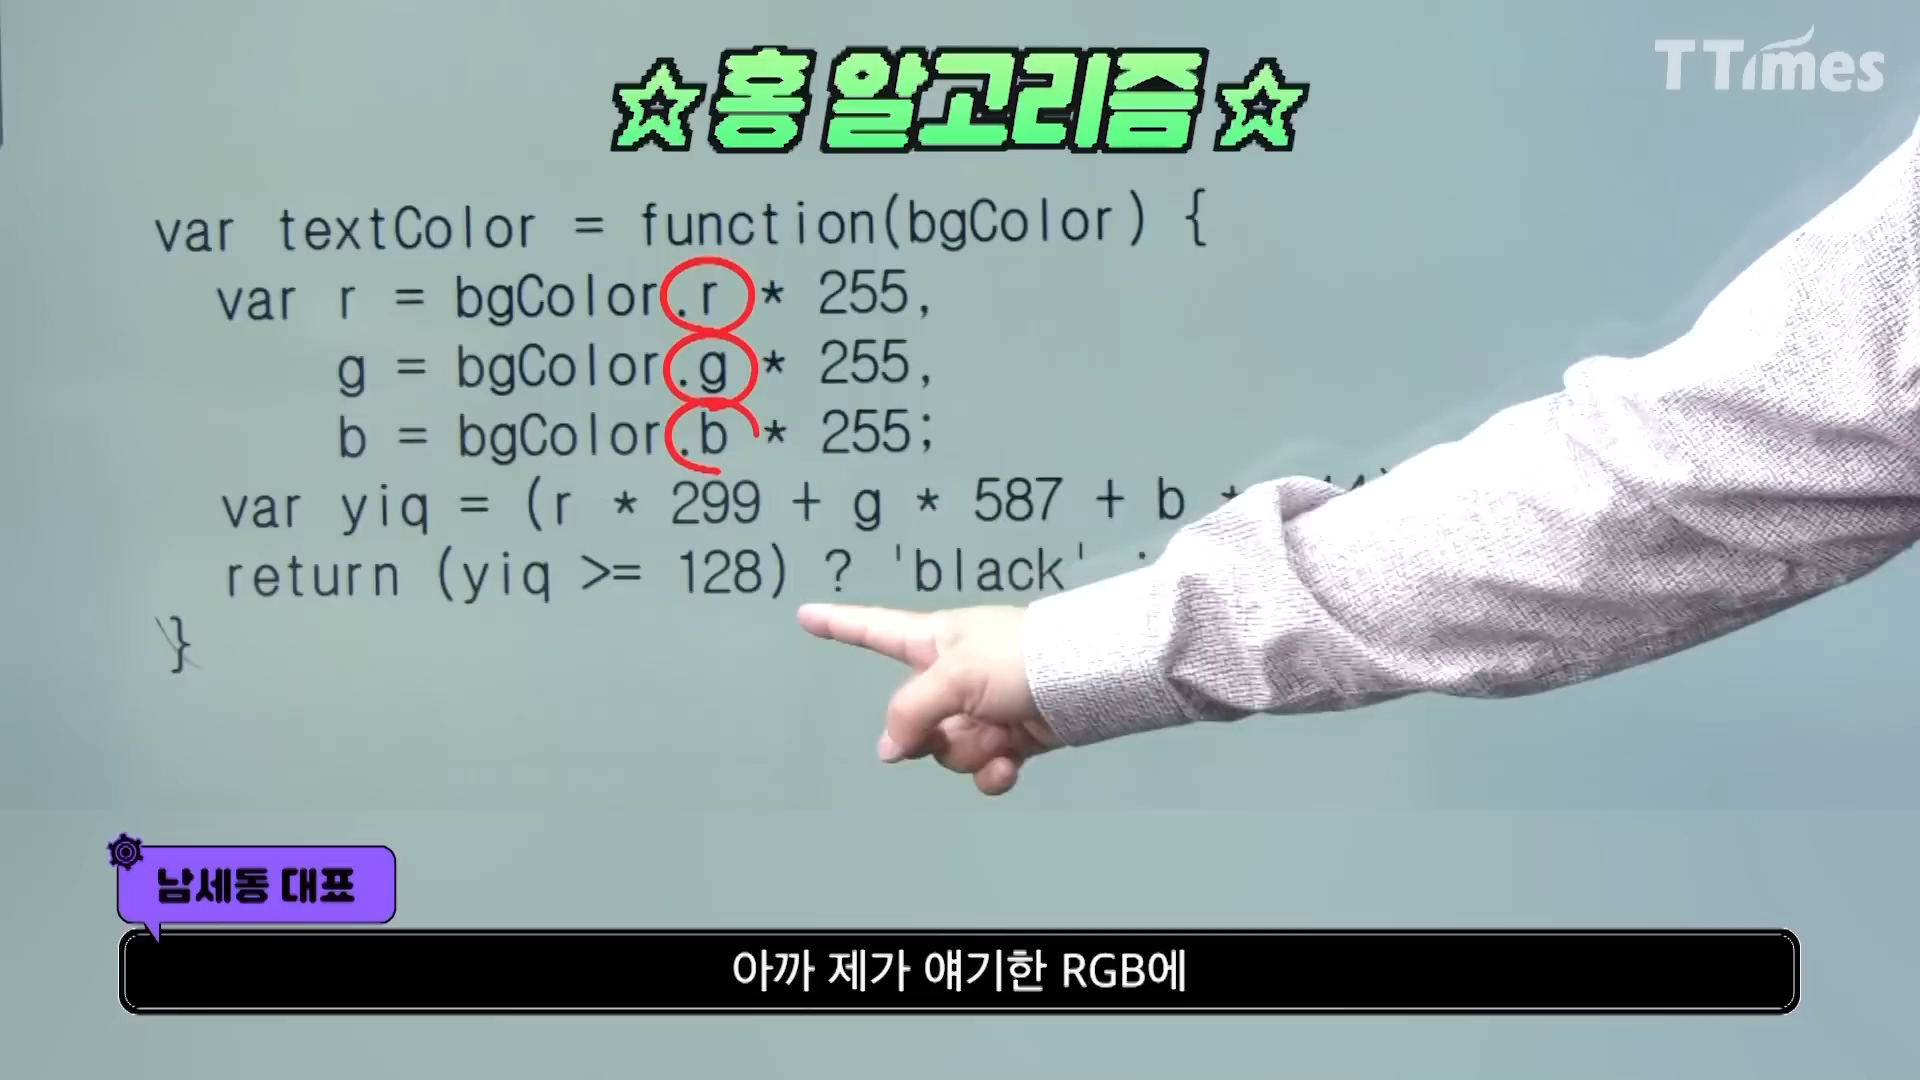 TTimes
☆홍 알고리즘☆
var textColor = function(bgColor) {
var r = bgColor.r * 255,
g = bgColor.g * 255,
b = bgColor.b * 255;
var yiq = (r * 299 + g * 587 + b *
return (yiq >= 128) ? 'black' :
}
남세동 대표
아까 제가 얘기한 RGB에